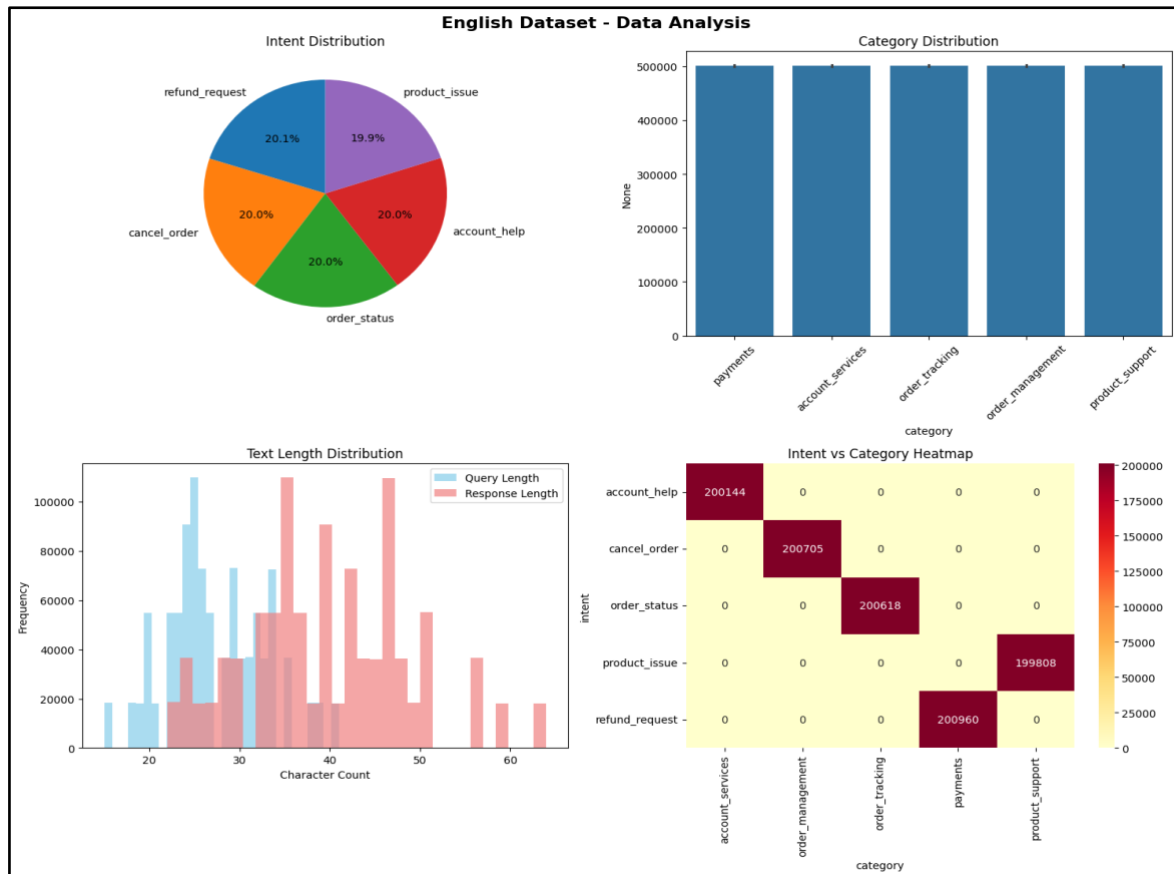 English Dataset - Data Analysis
Intent Distribution
refund_request
product_issue
20.1%
19.9%
cancel_order
20.0%
20.0%
account_help
20.0%
order_status
Category Distribution
500000
400000
300000
200000
100000
0
None
payments
account_services
order_tracking
order_management
product_support
category
Text Length Distribution
Query Length
Response Length
100000
80000
60000
40000
20000
0
Frequency
20 30 40 50 60
Character Count
Intent vs Category Heatmap
account_help 200144 0 0 0 0
cancel_order 0 200705 0 0 0
order_status 0 0 200618 0 0
product_issue 0 0 0 0 199808
refund_request 0 0 0 200960 0
intent
account_services
order_management
order_tracking
payments
product_support
category
200000
175000
150000
125000
100000
75000
50000
25000
0